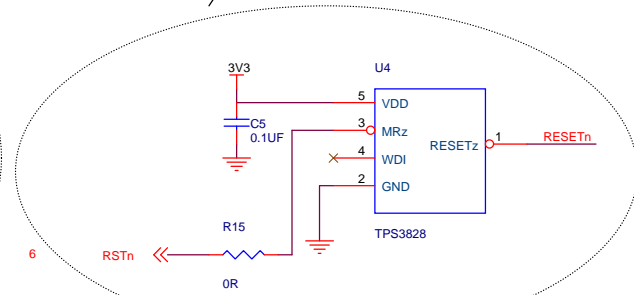 3V3
U4
5
VDD
C5
0.1UF
3
MRz
RESETz
1
RESETn
4
WDI
2
GND
R15
TPS3828
6
RSTn
0R